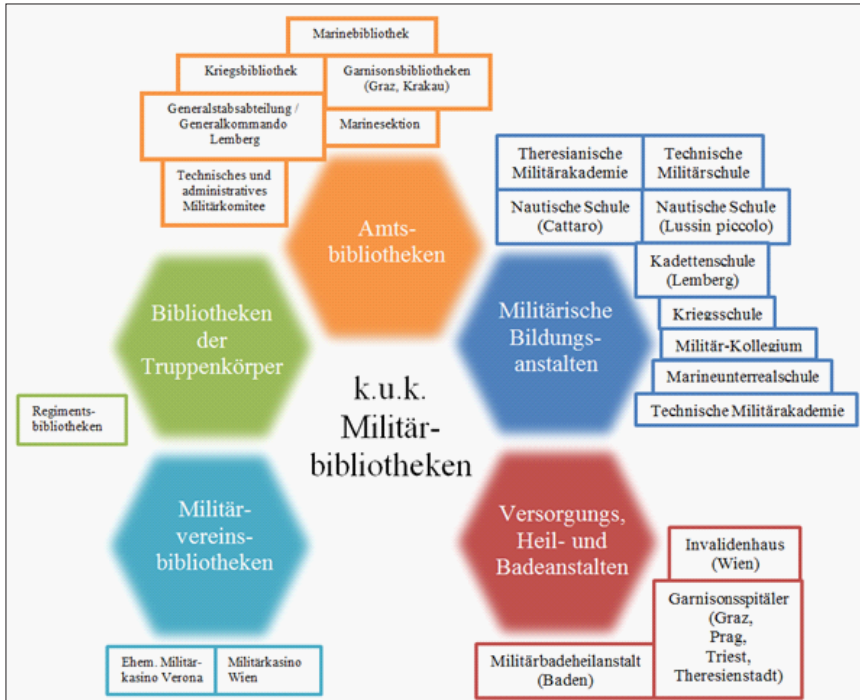 Marinebibliothek
Kriegsbibliothek
Garnisonsbibliotheken
(Graz, Krakau)
Generalstabsabteilung /
Generalkommando
Lemberg
Marinesektion
Technisches und
administratives
Militärkomitee
Amts-
bibliotheken
Theresianische
Militärakademie
Technische
Militärschule
Nautische Schule
(Cattaro)
Nautische Schule
(Lussin piccolo)
Kadettenschule
(Lemberg)
Kriegsschule
Militär-Kollegium
Marineunterrealschule
Technische Militärakademie
Militärische
Bildungs-
anstalten
Bibliotheken
der
Truppenkörper
Regiments-
bibliotheken
k.u.k.
Militär-
bibliotheken
Militär-
vereins-
bibliotheken
Ehem. Militär-
kasino Verona
Militärkasino
Wien
Versorgungs,
Heil- und
Badeanstalten
Invalidenhaus
(Wien)
Garnisonsspitäler
(Graz,
Prag,
Triest,
Theresienstadt)
Militärbadeheilanstalt
(Baden)